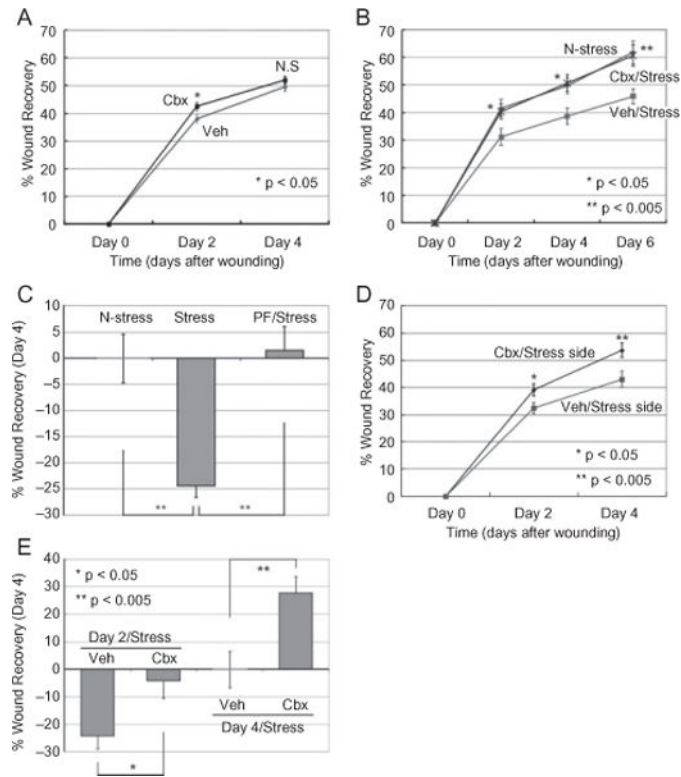 A
% Wound Recovery
70
60
50
40
30
20
10
0
Cbx
*
Veh
N.S
* p < 0.05
Day 0
Day 2
Day 4
Time (days after wounding)
B
% Wound Recovery
70
60
50
40
30
20
10
0
N-stress
**
*
*
Cbx/Stress
Veh/Stress
* p < 0.05
** p < 0.005
Day 0
Day 2
Day 4
Day 6
Time (days after wounding)
C
% Wound Recovery (Day 4)
10
5
0
–5
–10
–15
–20
–25
–30
N-stress
Stress
PF/Stress
**
**
D
% Wound Recovery
70
60
50
40
30
20
10
0
Cbx/Stress side
*
**
Veh/Stress side
* p < 0.05
** p < 0.005
Day 0
Day 2
Day 4
Time (days after wounding)
E
% Wound Recovery (Day 4)
40
30
20
10
0
–10
–20
–30
* p < 0.05
** p < 0.005
Day 2/Stress
Veh
Cbx
*
**
Veh
Cbx
Day 4/Stress